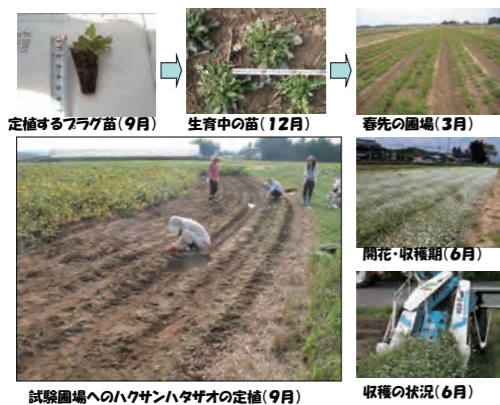 定植するプラグ苗(9月)
生育中の苗(12月)
春先の圃場(3月)
開花・収穫期(6月)
試験圃場へのハクサンハタザオの定植(9月)
収穫の状況(6月)